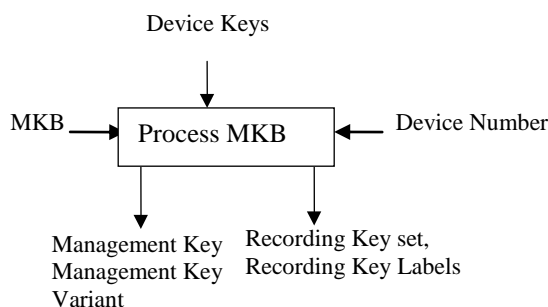 Device Keys
MKB
Process MKB
Device Number
Management Key
Management Key
Variant
Recording Key set,
Recording Key Labels